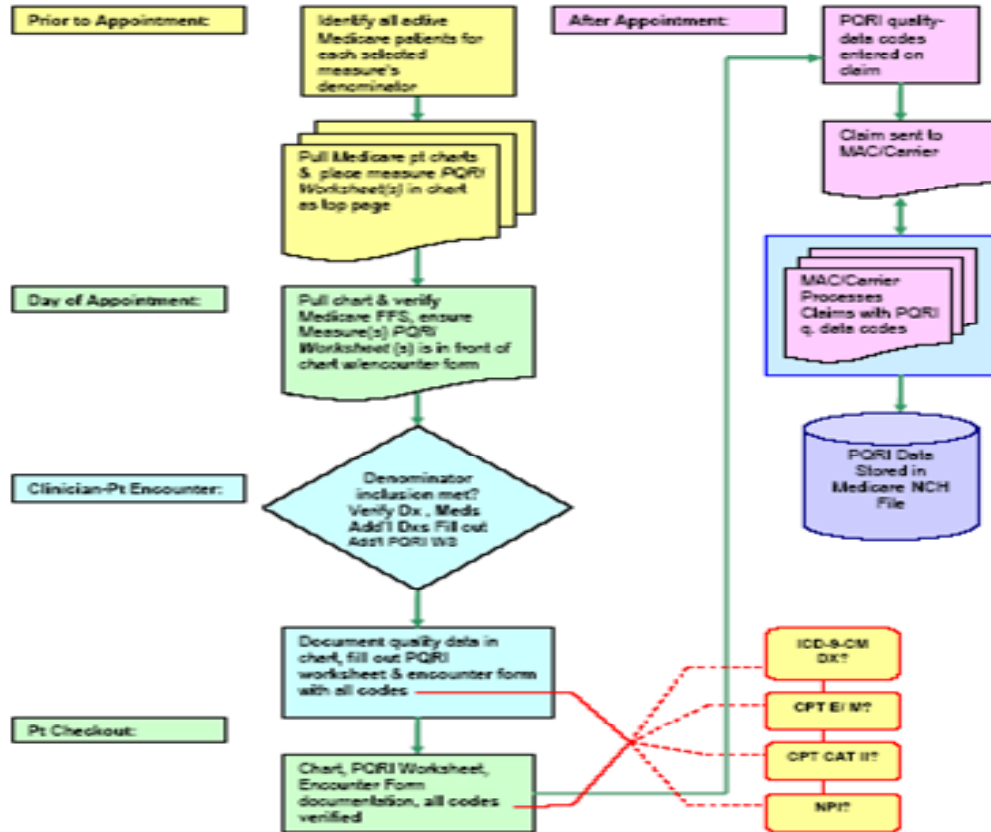 Prior to Appointment:
Identify all active
Medicare patients for
each selected
measure's
denominator
Pull Medicare pt charts
& place measure PQRI
Worksheet(s) in chart
as top page
Day of Appointment:
Pull chart & verify
Medicare FFS, ensure
Measure(s) PQRI
Worksheet (s) is in front of
chart w/encounter form
Clinician-Pt Encounter:
Denominator
inclusion met?
Verify Dx , Meds
Add'l Dxs Fill out
Add'l PQRI WS
Document quality data in
chart, fill out PQRI
worksheet & encounter form
with all codes
Pt Checkout:
Chart, PQRI Worksheet,
Encounter Form
documentation, all codes
verified
After Appointment:
PQRI quality-
data codes
entered on
claim
Claim sent to
MAC/Carrier
MAC/Carrier
Processes
Claims with PQRI
q. data codes
PQRI Data
Stored in
Medicare NCH
File
ICD-9-CM
DX?
CPT E/ M?
CPT CAT II?
NPI?